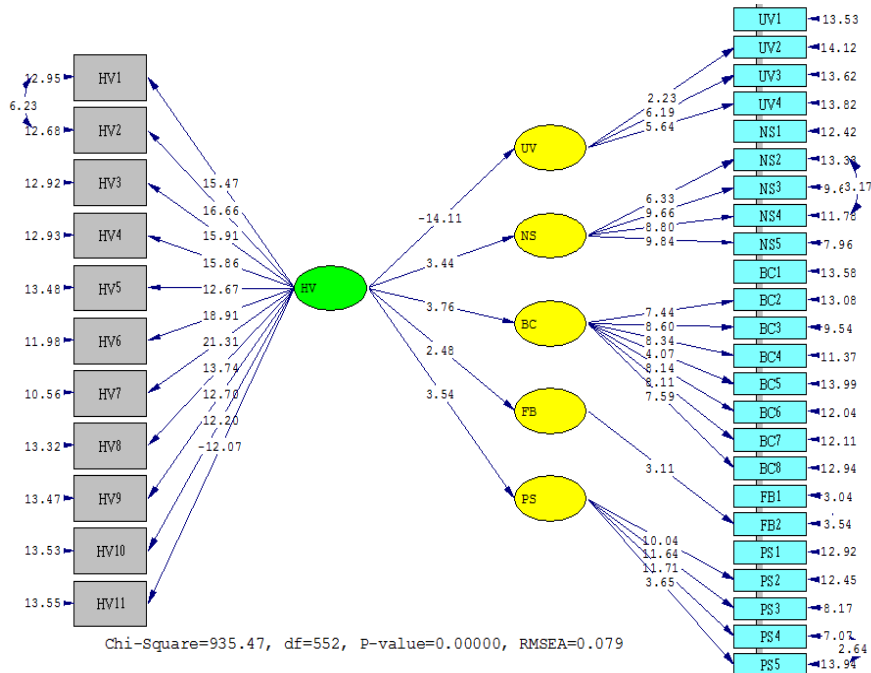 UV1 13.53
UV2 14.12
UV3 13.62
UV4 13.82
NS1 12.42
NS2
NS3
NS4 11.78
NS5 7.96
BC1 13.58
BC2 13.08
BC3 9.54
BC4 11.37
BC5 13.99
BC6 12.04
BC7 12.11
BC8 12.94
FB1 3.04
FB2 3.54
PS1 12.92
PS2 12.45
PS3 8.17
PS4 7.07
PS5 13.94
3.17
2.64
12.95 HV1
6.23
12.68 HV2
12.92 HV3
12.93 HV4
13.48 HV5
11.98 HV6
10.56 HV7
13.32 HV8
13.47 HV9
13.53 HV10
13.55 HV11
15.47
16.66
15.91
15.86
12.67
18.91
21.31
13.74
12.70
12.20
-12.07
HV
-14.11
3.44
3.76
2.48
3.54
UV
NS
BC
FB
PS
2.23
6.19
5.64
6.33
9.66
8.80
9.84
7.44
8.60
8.34
4.07
8.14
8.11
7.59
3.11
10.04
11.64
11.71
3.65
Chi-Square=935.47, df=552, P-value=0.00000, RMSEA=0.079